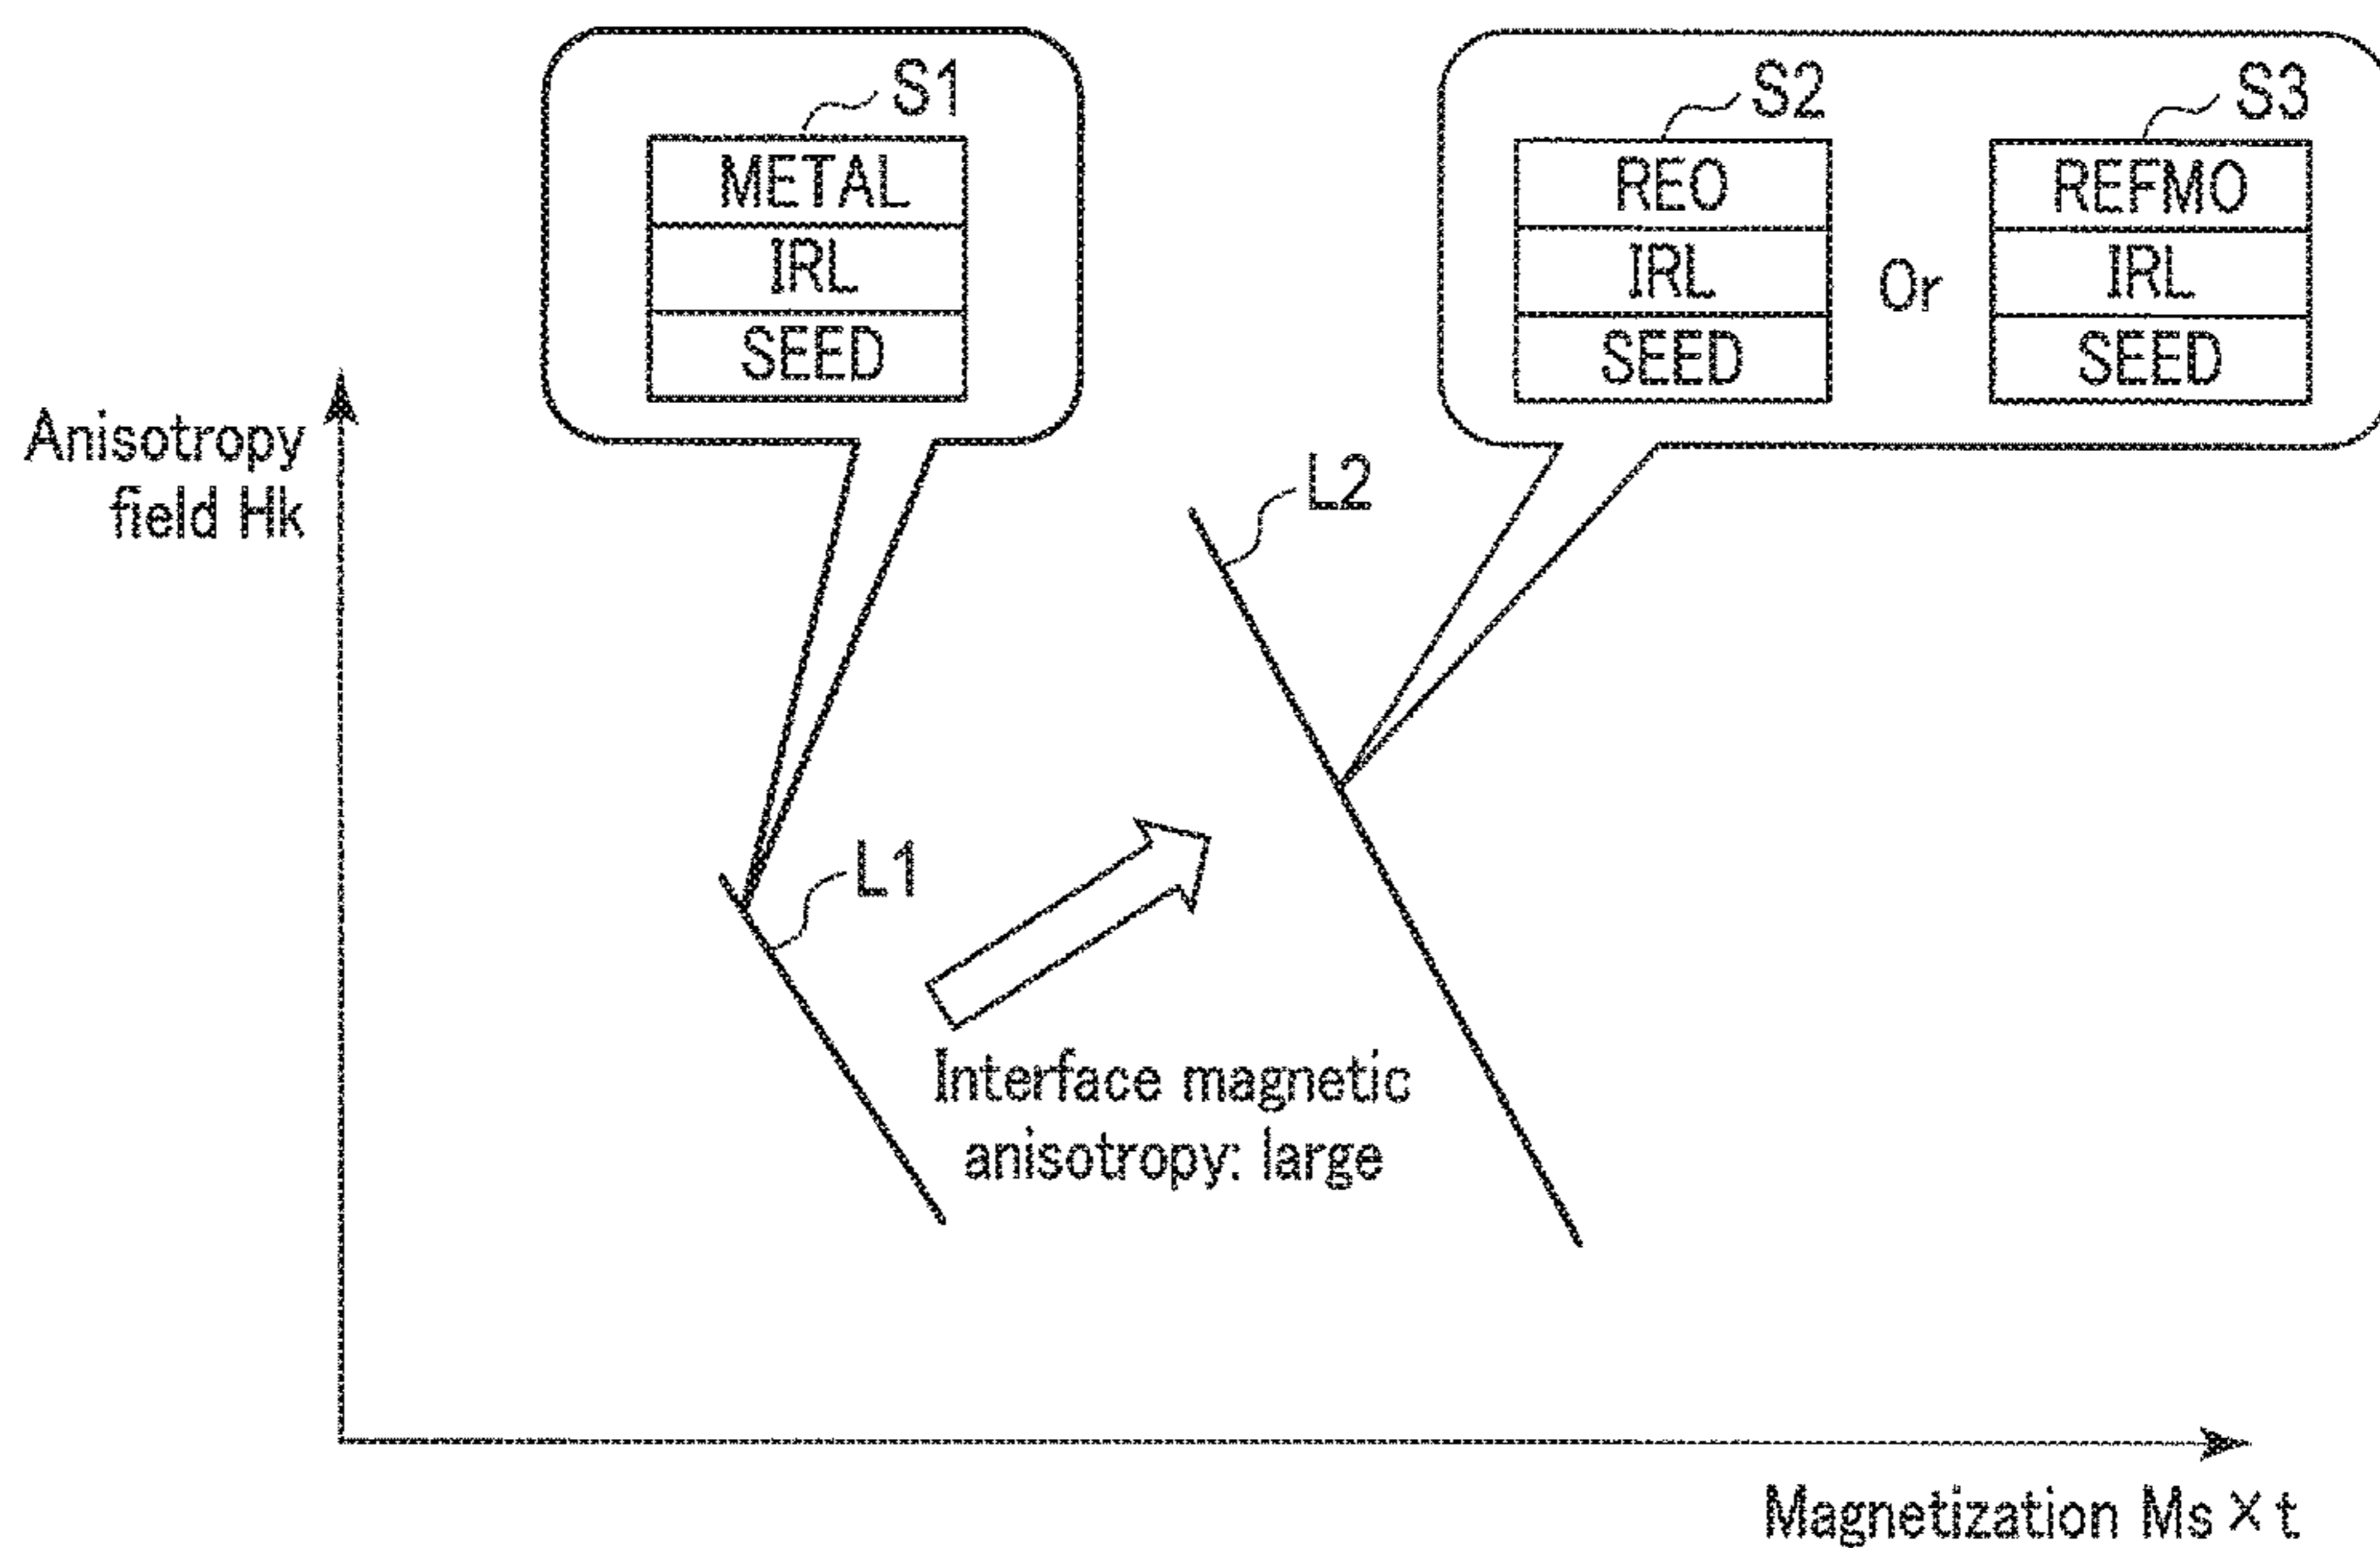 S1
METAL
IRL
SEED
S2
REO
IRL
SEED
Or
S3
REFMO
IRL
SEED
Anisotropy
field Hk
L2
L1
Interface magnetic
anisotropy: large
Magnetization Ms×t